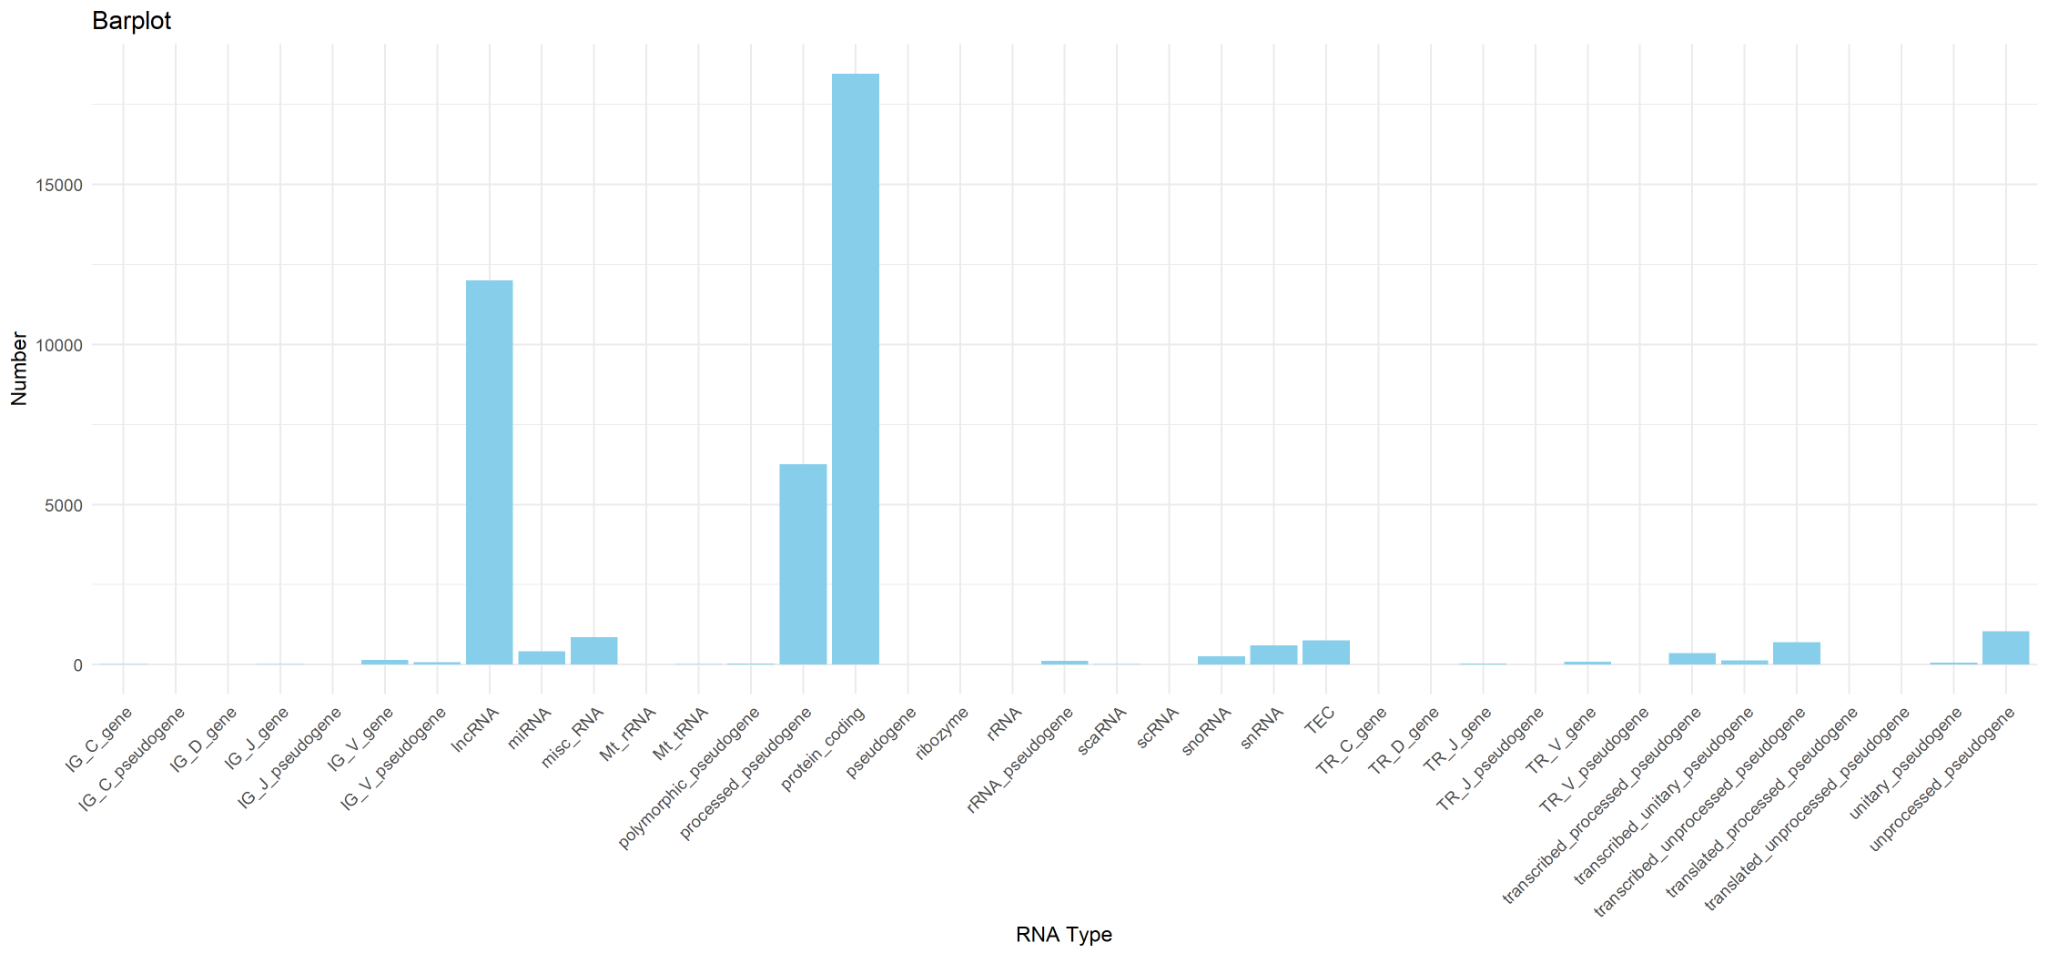 Barplot
Number
15000
10000
5000
0
IG_C_gene
IG_C_pseudogene
IG_D_gene
IG_J_gene
IG_J_pseudogene
IG_V_gene
IG_V_pseudogene
lncRNA
miRNA
misc_RNA
Mt_rRNA
Mt_tRNA
polymorphic_pseudogene
processed_pseudogene
protein_coding
pseudogene
ribozyme
rRNA
rRNA_pseudogene
scaRNA
scRNA
snoRNA
snRNA
TEC
TR_C_gene
TR_D_gene
TR_J_gene
TR_J_pseudogene
TR_V_gene
TR_V_pseudogene
transcribed_processed_pseudogene
transcribed_unitary_pseudogene
transcribed_unprocessed_pseudogene
translated_processed_pseudogene
translated_unprocessed_pseudogene
unitary_pseudogene
unprocessed_pseudogene
RNA Type